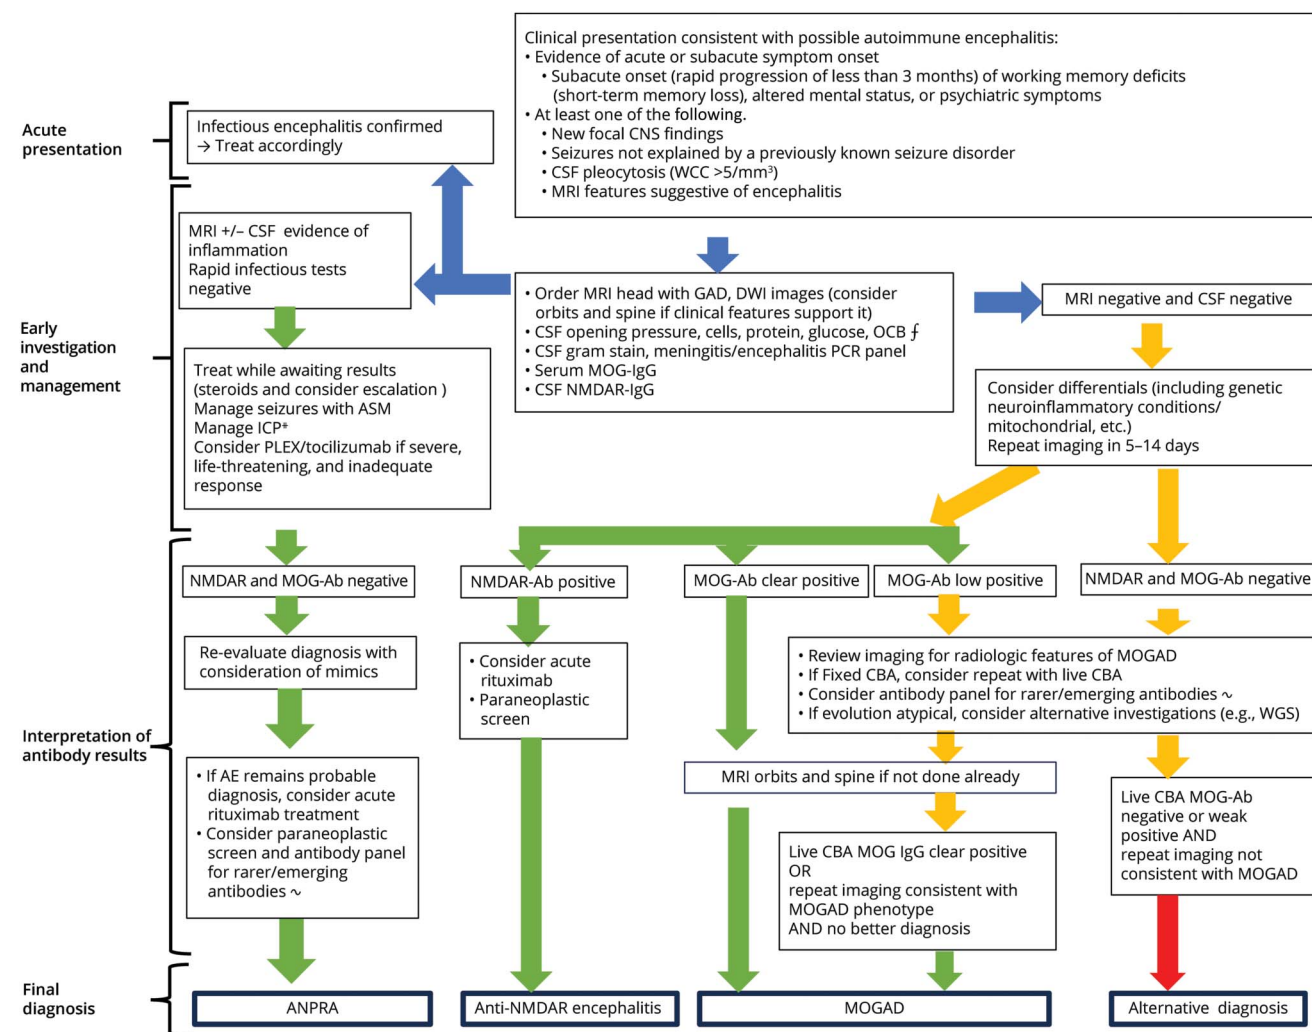 Clinical presentation consistent with possible autoimmune encephalitis:
• Evidence of acute or subacute symptom onset
• Subacute onset (rapid progression of less than 3 months) of working memory deficits
(short-term memory loss), altered mental status, or psychiatric symptoms
• At least one of the following.
• New focal CNS findings
• Seizures not explained by a previously known seizure disorder
• CSF pleocytosis (WCC >5/mm³)
• MRI features suggestive of encephalitis
Acute
presentation
Infectious encephalitis confirmed
→ Treat accordingly
Early
investigation
and
management
MRI +/– CSF evidence of
inflammation
Rapid infectious tests
negative
• Order MRI head with GAD, DWI images (consider
orbits and spine if clinical features support it)
• CSF opening pressure, cells, protein, glucose, OCB ⨍
• CSF gram stain, meningitis/encephalitis PCR panel
• Serum MOG-IgG
• CSF NMDAR-IgG
MRI negative and CSF negative
Treat while awaiting results
(steroids and consider escalation )
Manage seizures with ASM
Manage ICP*
Consider PLEX/tocilizumab if severe,
life-threatening, and inadequate
response
Consider differentials (including genetic
neuroinflammatory conditions/
mitochondrial, etc.)
Repeat imaging in 5–14 days
Interpretation of
antibody results
NMDAR and MOG-Ab negative
NMDAR-Ab positive
MOG-Ab clear positive
MOG-Ab low positive
NMDAR and MOG-Ab negative
Re-evaluate diagnosis with
consideration of mimics
• Consider acute
rituximab
• Paraneoplastic
screen
• Review imaging for radiologic features of MOGAD
• If Fixed CBA, consider repeat with live CBA
• Consider antibody panel for rarer/emerging antibodies ~
• If evolution atypical, consider alternative investigations (e.g., WGS)
• If AE remains probable
diagnosis, consider acute
rituximab treatment
• Consider paraneoplastic
screen and antibody panel
for rarer/emerging
antibodies ~
MRI orbits and spine if not done already
Live CBA MOG IgG clear positive
OR
repeat imaging consistent with
MOGAD phenotype
AND no better diagnosis
Live CBA MOG-Ab
negative or weak
positive AND
repeat imaging not
consistent with MOGAD
Final
diagnosis
ANPRA
Anti-NMDAR encephalitis
MOGAD
Alternative diagnosis